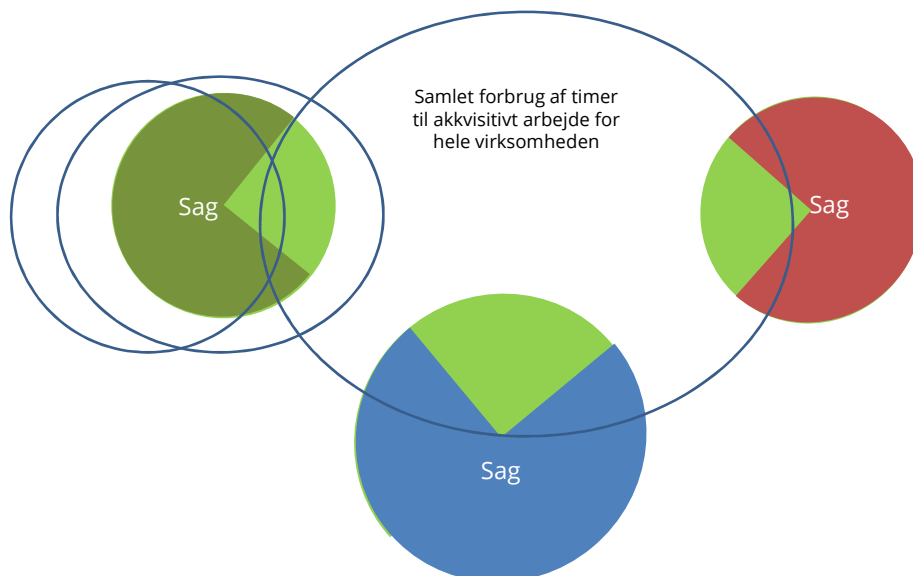 Samlet forbrug af timer
til akkvisitivt arbejde for
hele virksomheden
Sag
Sag
Sag